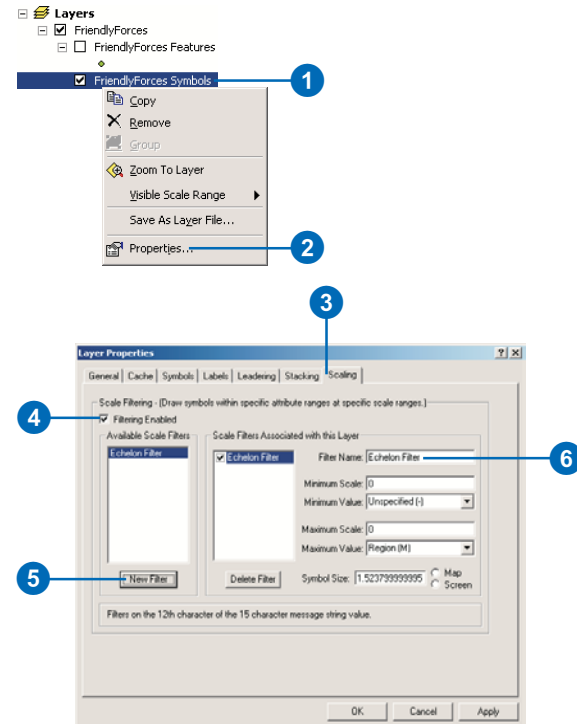 Layers
FriendlyForces
FriendlyForces Features
FriendlyForces Symbols
1
Copy
Remove
Group
Zoom To Layer
Visible Scale Range
Save As Layer File...
Properties...
2
3
Layer Properties
General Cache Symbols Labels Leadering Stacking Scaling
Scale Filtering - (Draw symbols within specific attribute ranges at specific scale ranges.)
4
Filtering Enabled
Available Scale Filters
Scale Filters Associated with this Layer
Echelon Filter
Echelon Filter
Filter Name: Echelon Filter
6
Minimum Scale: 0
Minimum Value: Unspecified (-)
Maximum Scale: 0
Maximum Value: Region (M)
5
New Filter
Delete Filter
Symbol Size: 1.523799999995
Map
Screen
Filters on the 12th character of the 15 character message string value.
OK Cancel Apply